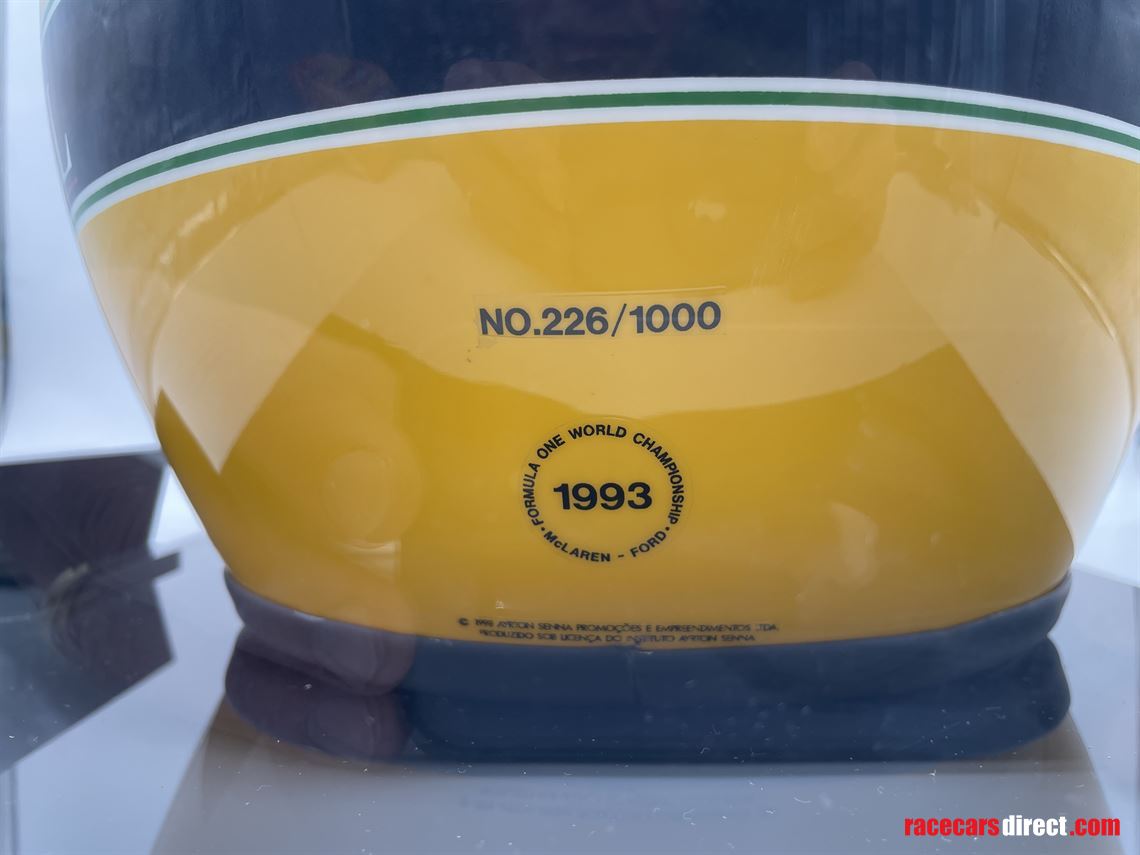 NO.226/1000
FORMULA ONE WORLD CHAMPIONSHIP
1993
McLAREN - FORD
© AYRTON SENNA PROMOÇÕES E EMPREENDIMENTOS LTDA.
PRODUZIDO SOB LICENÇA DO INSTITUTO AYRTON SENNA
racecarsdirect.com